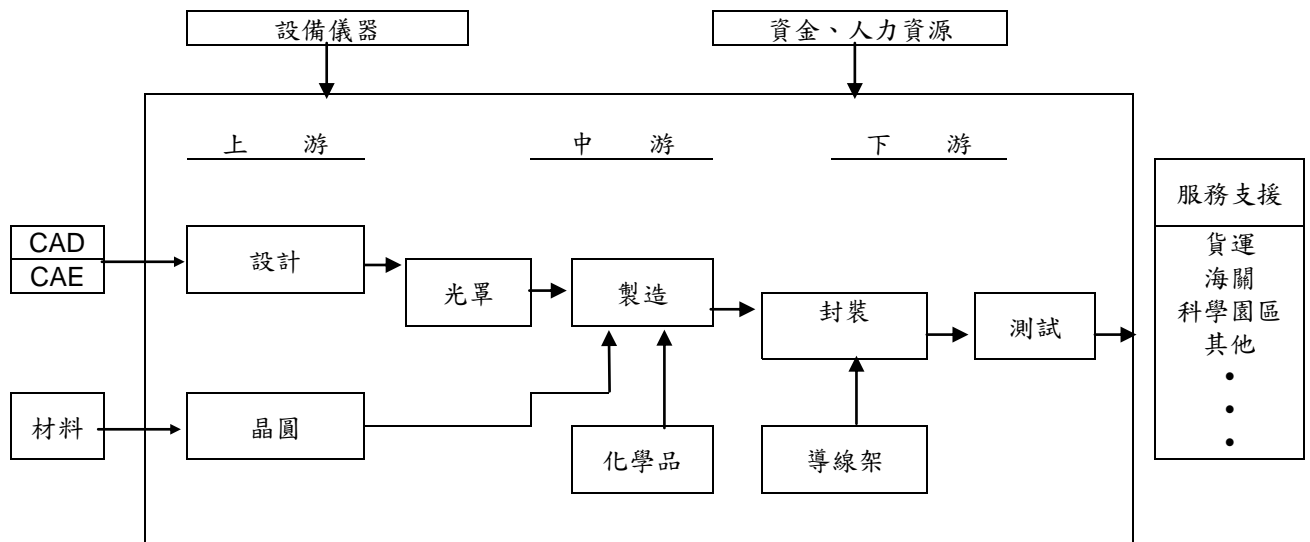 設備儀器
資金、人力資源
上 游
中 游
下 游
服務支援
貨運
海關
科學園區
其他
•
•
•
CAD
CAE
設計
光罩
製造
封裝
測試
材料
晶圓
化學品
導線架